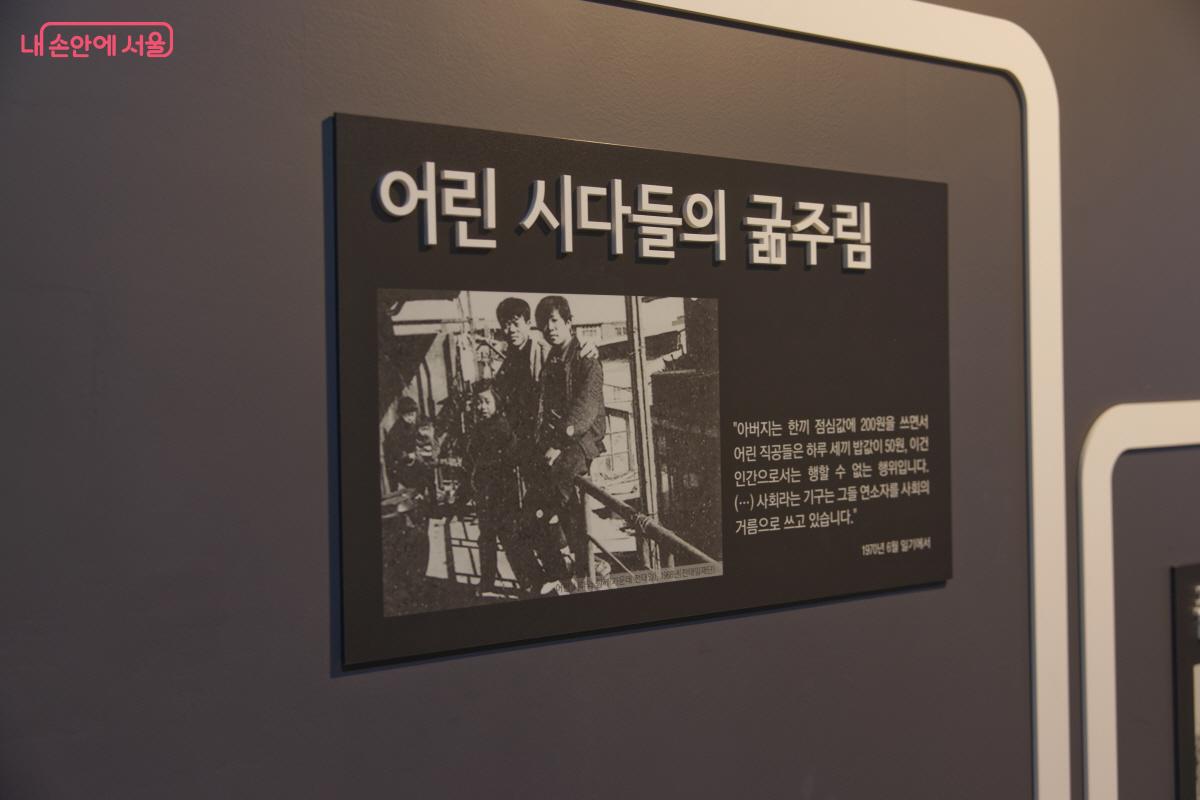 내 손안에 서울
어린 시다들의 굶주림
"아버지는 한끼 점심값에 200원을 쓰면서
어린 직공들은 하루 세끼 밥값이 50원, 이건
인간으로서는 행할 수 없는 행위입니다.
(…) 사회라는 기구는 그들 연소자를 사회의
거름으로 쓰고 있습니다."
1970년 6월 일기에서